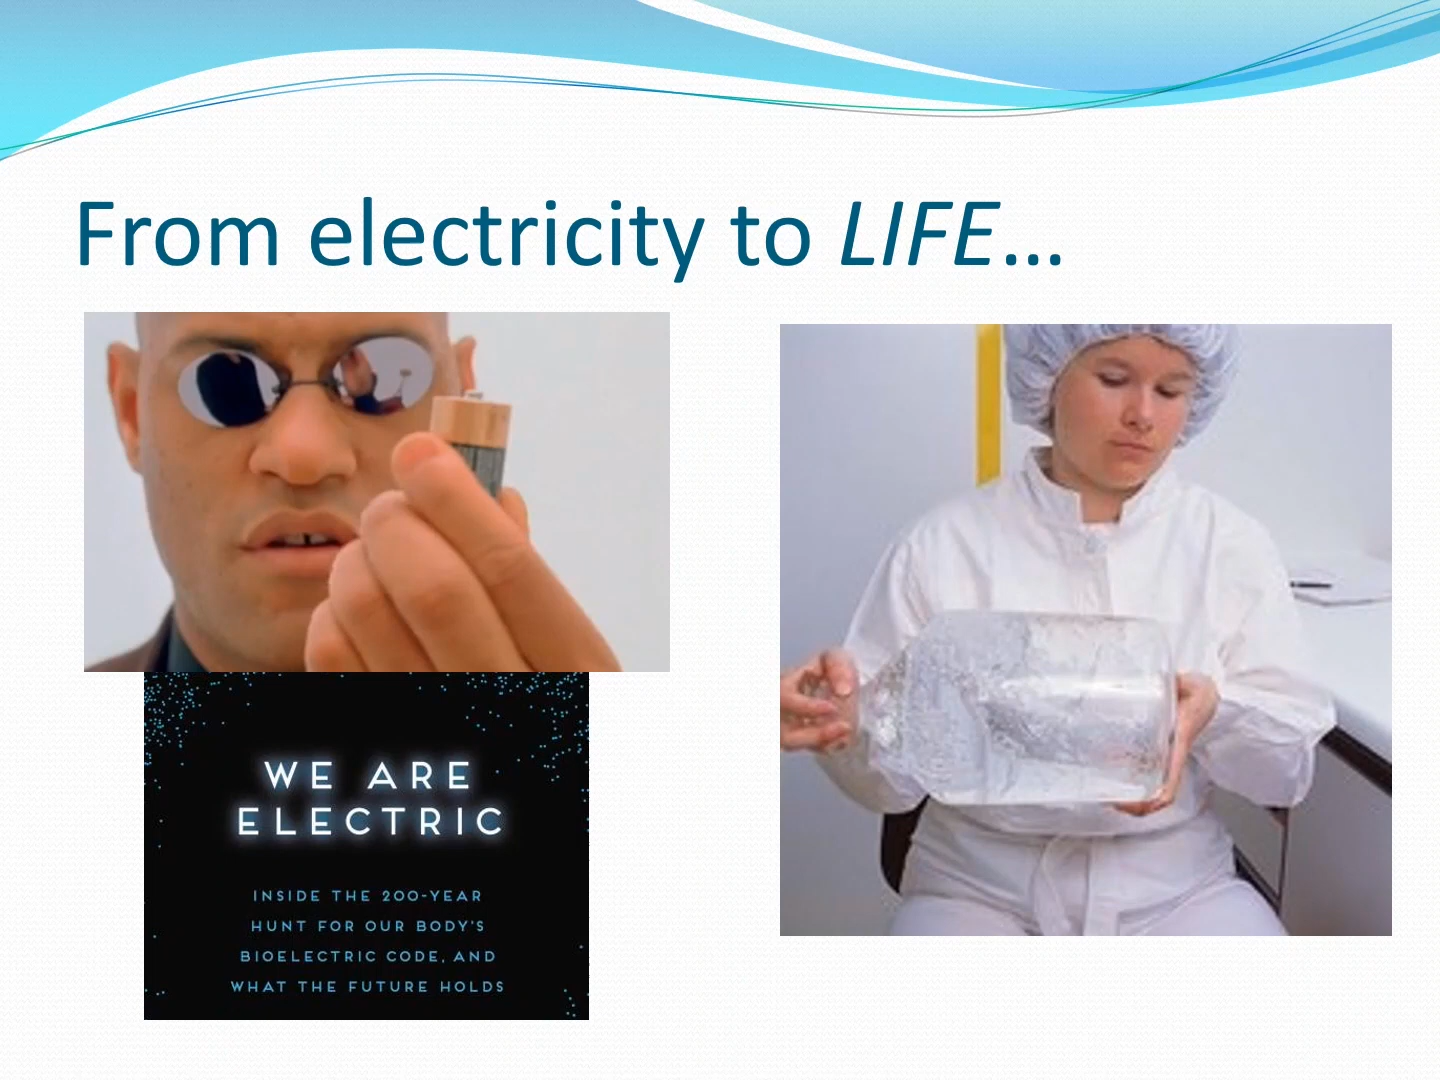 From electricity to LIFE...
WE ARE
ELECTRIC
INSIDE THE 200-YEAR
HUNT FOR OUR BODY'S
BIOELECTRIC CODE, AND
WHAT THE FUTURE HOLDS